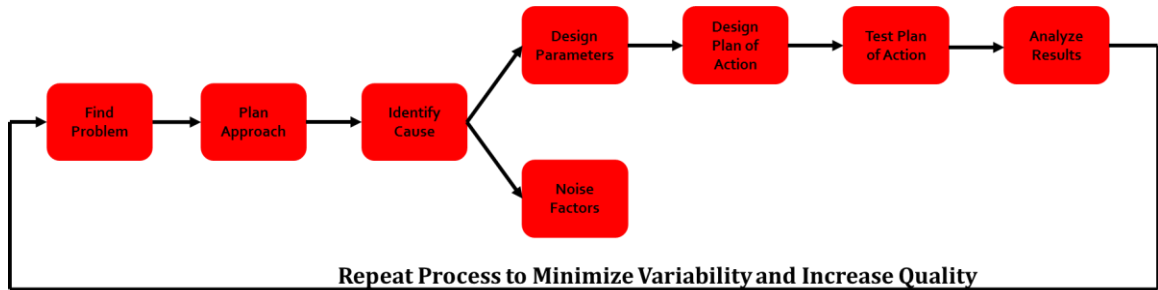 Find
Problem
Plan
Approach
Identify
Cause
Design
Parameters
Design
Plan of
Action
Test Plan
of Action
Analyze
Results
Noise
Factors
Repeat Process to Minimize Variability and Increase Quality